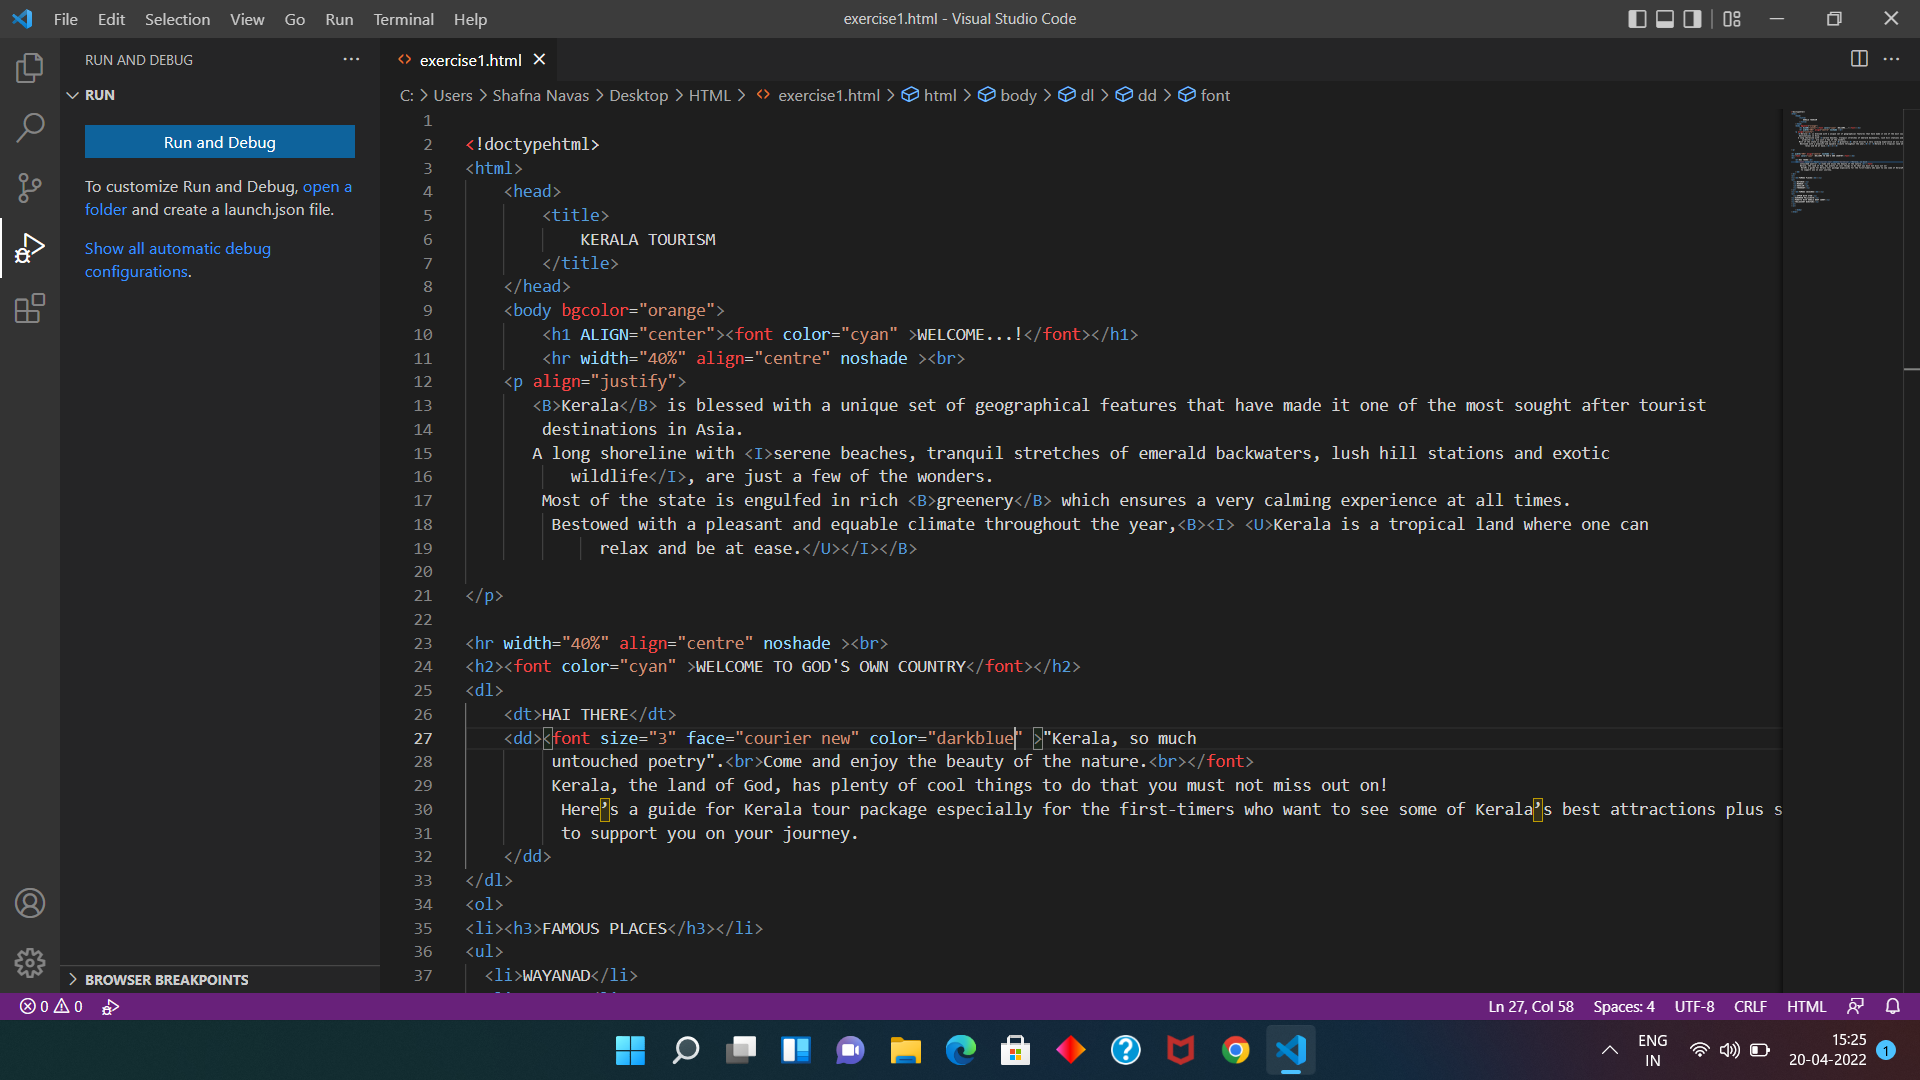 File Edit Selection View Go Run Terminal Help
exercise1.html - Visual Studio Code
RUN AND DEBUG
RUN
Run and Debug
To customize Run and Debug, open a
folder and create a launch.json file.
Show all automatic debug
configurations.
BROWSER BREAKPOINTS
exercise1.html
C: > Users > Shafna Navas > Desktop > HTML > exercise1.html > html > body > dl > dd > font
1
2 <!doctypehtml>
3 <html>
4 <head>
5 <title>
6 KERALA TOURISM
7 </title>
8 </head>
9 <body bgcolor="orange">
10 <h1 ALIGN="center"><font color="cyan" >WELCOME...!</font></h1>
11 <hr width="40%" align="centre" noshade ><br>
12 <p align="justify">
13 <B>Kerala</B> is blessed with a unique set of geographical features that have made it one of the most sought after tourist
14 destinations in Asia.
15 A long shoreline with <I>serene beaches, tranquil stretches of emerald backwaters, lush hill stations and exotic
16 wildlife</I>, are just a few of the wonders.
17 Most of the state is engulfed in rich <B>greenery</B> which ensures a very calming experience at all times.
18 Bestowed with a pleasant and equable climate throughout the year,<B><I> <U>Kerala is a tropical land where one can
19 relax and be at ease.</U></I></B>
20
21 </p>
22
23 <hr width="40%" align="centre" noshade ><br>
24 <h2><font color="cyan" >WELCOME TO GOD'S OWN COUNTRY</font></h2>
25 <dl>
26 <dt>HAI THERE</dt>
27 <dd><font size="3" face="courier new" color="darkblue" >"Kerala, so much
28 untouched poetry".<br>Come and enjoy the beauty of the nature.<br></font>
29 Kerala, the land of God, has plenty of cool things to do that you must not miss out on!
30 Here’s a guide for Kerala tour package especially for the first-timers who want to see some of Kerala’s best attractions plus s
31 to support you on your journey.
32 </dd>
33 </dl>
34 <ol>
35 <li><h3>FAMOUS PLACES</h3></li>
36 <ul>
37 <li>WAYANAD</li>
0 0
Ln 27, Col 58 Spaces: 4 UTF-8 CRLF HTML
ENG
IN
15:25
20-04-2022
1